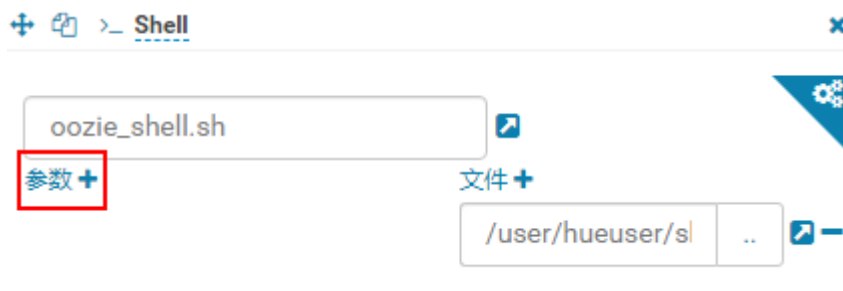 >_ Shell
oozie_shell.sh
参数 +
文件 +
/user/hueuser/sl ..